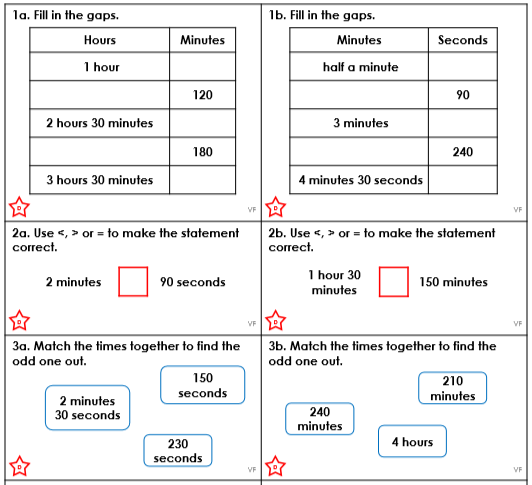 1a. Fill in the gaps.
Hours Minutes
1 hour
120
2 hours 30 minutes
180
3 hours 30 minutes
D
VF
1b. Fill in the gaps.
Minutes Seconds
half a minute
90
3 minutes
240
4 minutes 30 seconds
D
VF
2a. Use <, > or = to make the statement
correct.
2 minutes 90 seconds
D
VF
2b. Use <, > or = to make the statement
correct.
1 hour 30
minutes
150 minutes
D
VF
3a. Match the times together to find the
odd one out.
150
seconds
2 minutes
30 seconds
230
seconds
D
VF
3b. Match the times together to find the
odd one out.
210
minutes
240
minutes
4 hours
D
VF